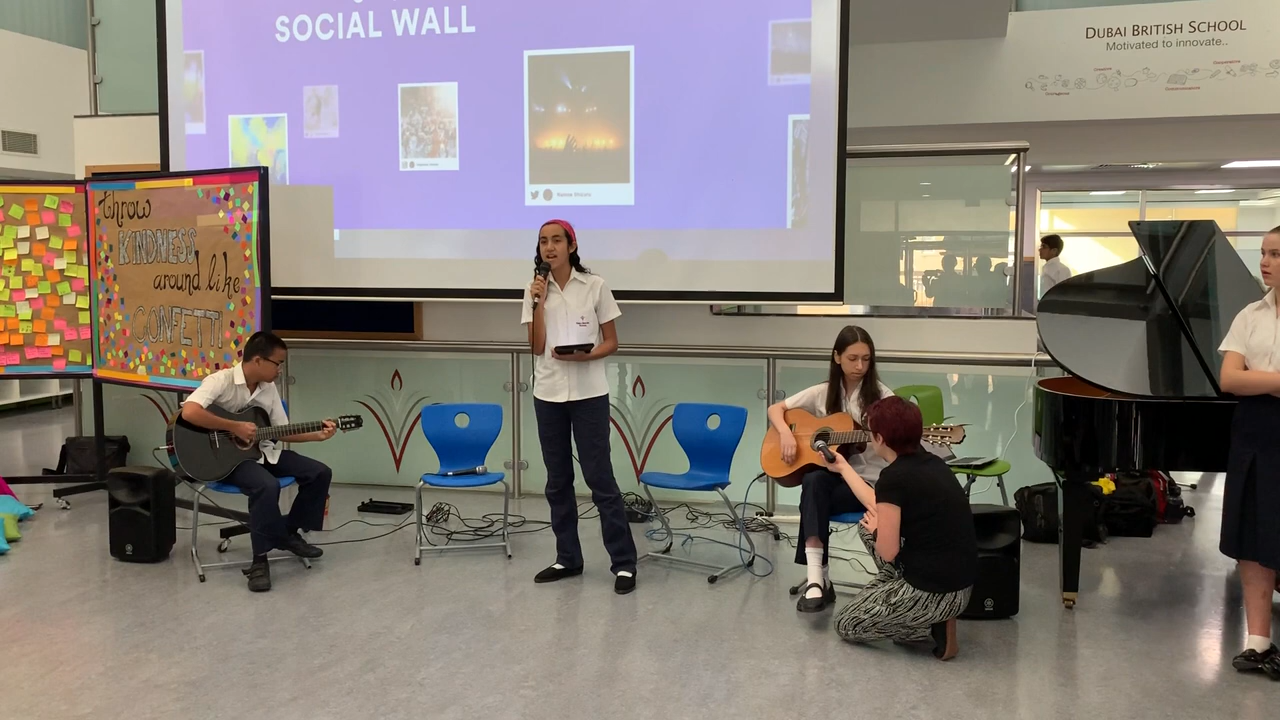 SOCIAL WALL
DUBAI BRITISH SCHOOL
Motivated to innovate..
throw
KINDNESS
around like
CONFETTI